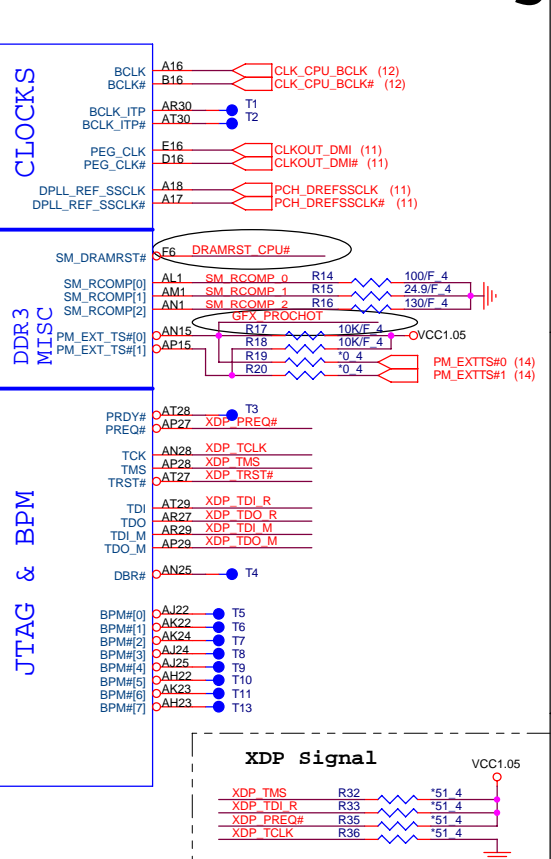 CLOCKS
BCLK A16 CLK_CPU_BCLK (12)
BCLK# B16 CLK_CPU_BCLK# (12)
BCLK_ITP AR30 T1
BCLK_ITP# AT30 T2
PEG_CLK E16 CLKOUT_DMI (11)
PEG_CLK# D16 CLKOUT_DMI# (11)
DPLL_REF_SSCLK A18 PCH_DREFSSCLK (11)
DPLL_REF_SSCLK# A17 PCH_DREFSSCLK# (11)
DDR3
MISC
SM_DRAMRST# F6 DRAMRST_CPU#
SM_RCOMP[0] AL1 SM_RCOMP_0 R14 100/F_4
SM_RCOMP[1] AM1 SM_RCOMP_1 R15 24.9/F_4
SM_RCOMP[2] AN1 SM_RCOMP_2 R16 130/F_4
GFX_PROCHOT
PM_EXT_TS#[0] AN15 R17 10K/F_4 VCC1.05
PM_EXT_TS#[1] AP15 R18 10K/F_4
R19 *0_4 PM_EXTTS#0 (14)
R20 *0_4 PM_EXTTS#1 (14)
JTAG & BPM
PRDY# AT28 T3
PREQ# AP27 XDP_PREQ#
TCK AN28 XDP_TCLK
TMS AP28 XDP_TMS
TRST# AT27 XDP_TRST#
TDI AT29 XDP_TDI_R
TDO AR27 XDP_TDO_R
TDI_M AR29 XDP_TDI_M
TDO_M AP29 XDP_TDO_M
DBR# AN25 T4
BPM#[0] AJ22 T5
BPM#[1] AK22 T6
BPM#[2] AK24 T7
BPM#[3] AJ24 T8
BPM#[4] AJ25 T9
BPM#[5] AH22 T10
BPM#[6] AK23 T11
BPM#[7] AH23 T13
XDP Signal
VCC1.05
XDP_TMS R32 *51_4
XDP_TDI_R R33 *51_4
XDP_PREQ# R35 *51_4
XDP_TCLK R36 *51_4